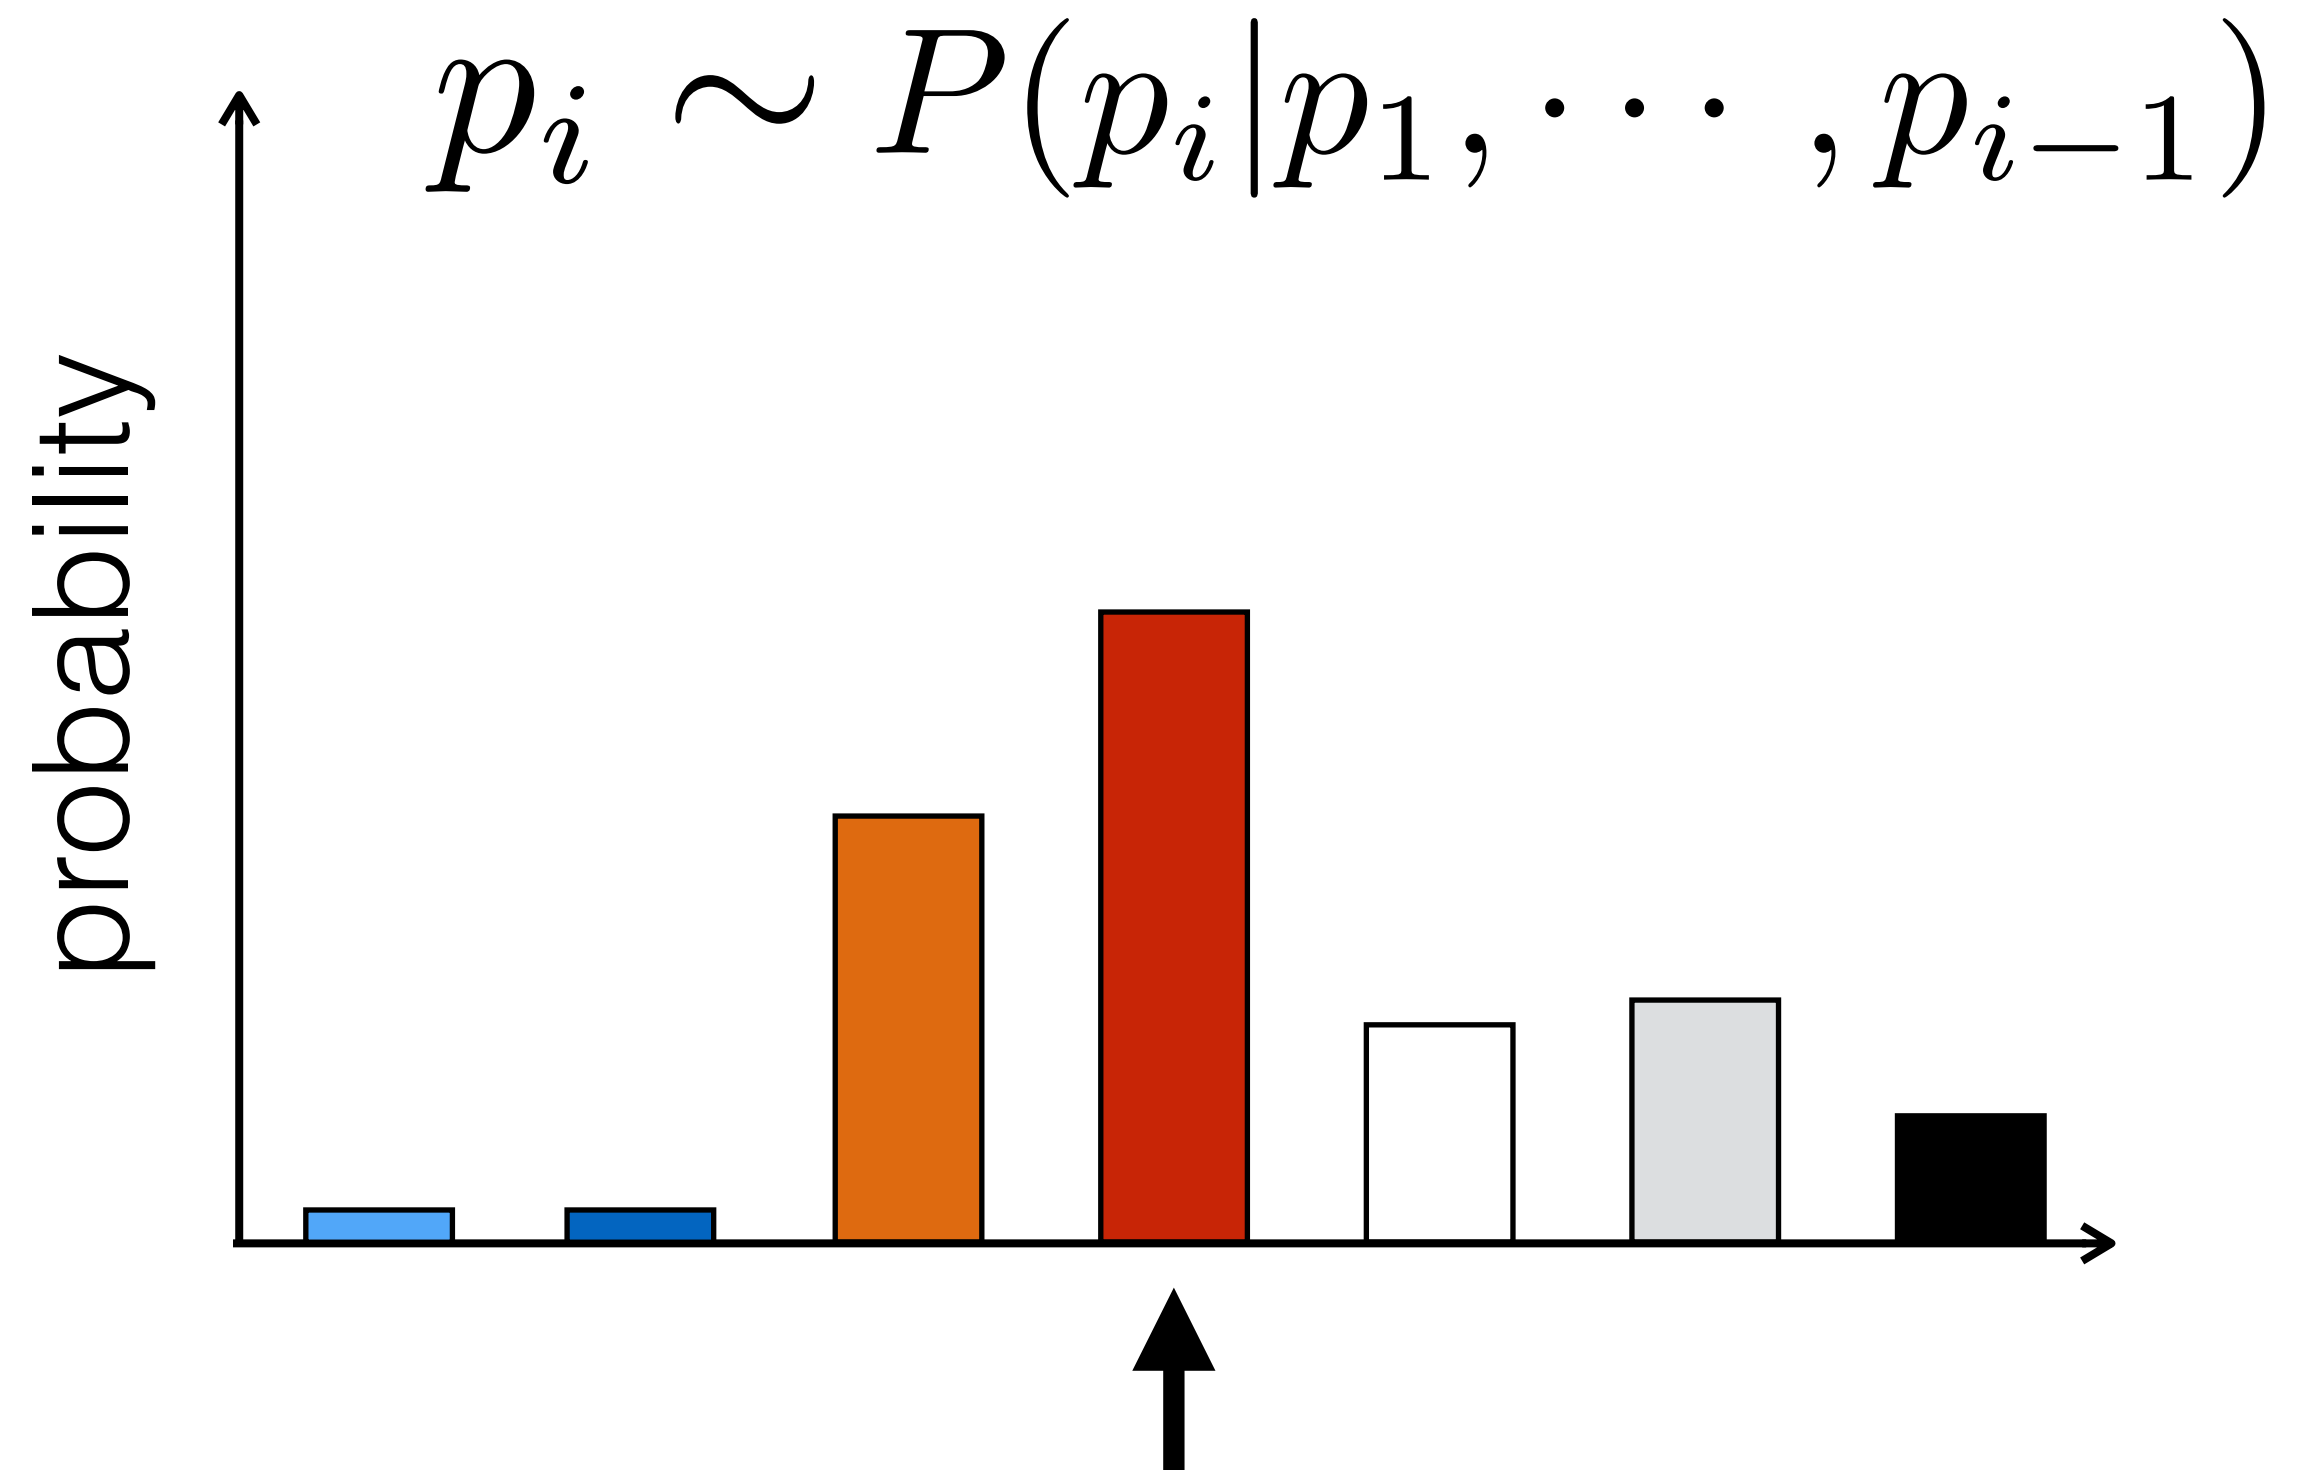 p_i ∼ P(p_i|p_1, · · · , p_{i−1})
probability